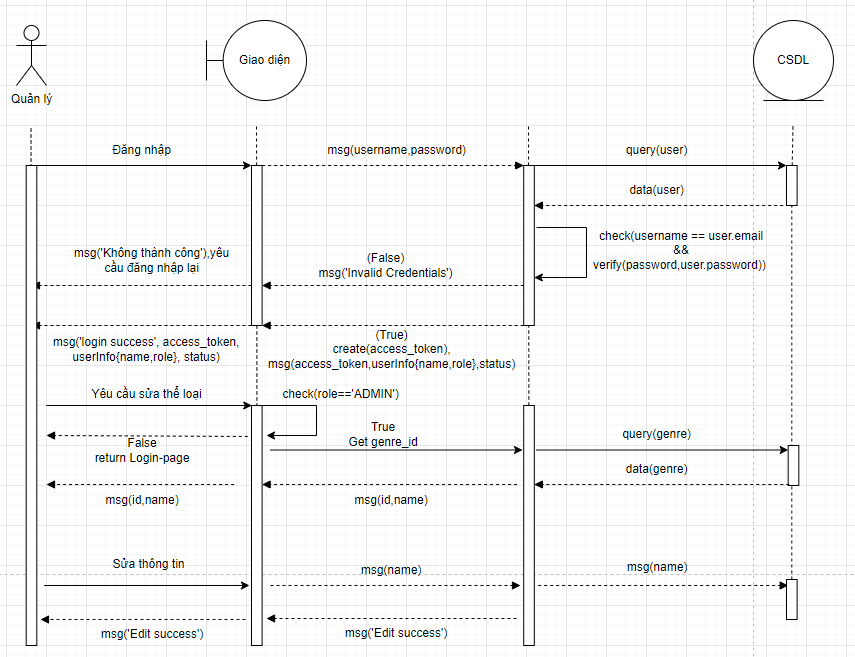 Quản lý
Giao diện
CSDL
Đăng nhập
msg(username,password)
query(user)
data(user)
check(username == user.email
&&
verify(password,user.password))
msg('Không thành công'),yêu
cầu đăng nhập lại
(False)
msg('Invalid Credentials')
msg('login success', access_token,
userInfo{name,role}, status)
(True)
create(access_token),
msg(access_token,userInfo{name,role},status)
Yêu cầu sửa thể loại
check(role=='ADMIN')
False
return Login-page
True
Get genre_id
query(genre)
data(genre)
msg(id,name)
msg(id,name)
Sửa thông tin
msg(name)
msg(name)
msg('Edit success')
msg('Edit success')